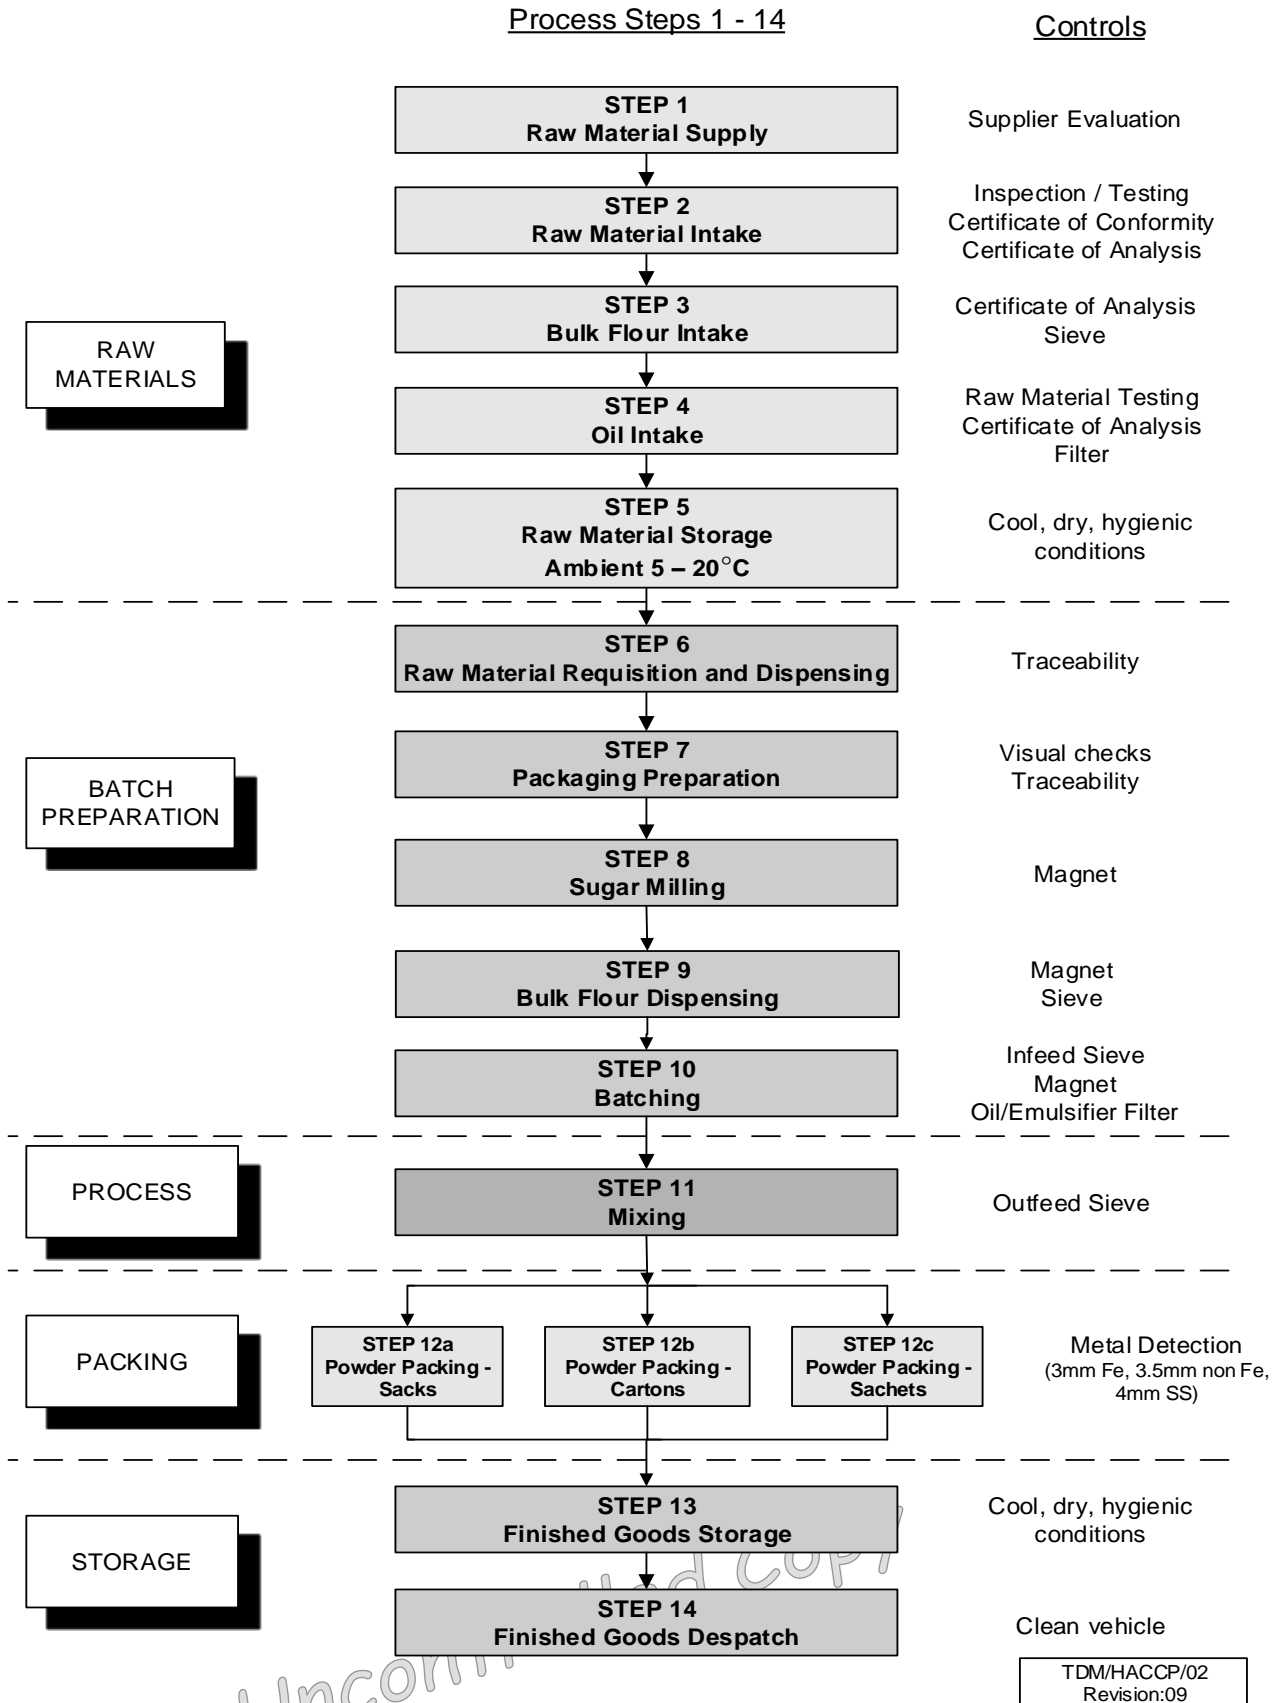 Process Steps 1 - 14
Controls
STEP 1
Raw Material Supply
Supplier Evaluation
STEP 2
Raw Material Intake
Inspection / Testing
Certificate of Conformity
Certificate of Analysis
STEP 3
Bulk Flour Intake
Certificate of Analysis
Sieve
RAW
MATERIALS
STEP 4
Oil Intake
Raw Material Testing
Certificate of Analysis
Filter
STEP 5
Raw Material Storage
Ambient 5 – 20°C
Cool, dry, hygienic
conditions
STEP 6
Raw Material Requisition and Dispensing
Traceability
STEP 7
Packaging Preparation
Visual checks
Traceability
BATCH
PREPARATION
STEP 8
Sugar Milling
Magnet
STEP 9
Bulk Flour Dispensing
Magnet
Sieve
STEP 10
Batching
Infeed Sieve
Magnet
Oil/Emulsifier Filter
PROCESS
STEP 11
Mixing
Outfeed Sieve
PACKING
STEP 12a
Powder Packing -
Sacks
STEP 12b
Powder Packing -
Cartons
STEP 12c
Powder Packing -
Sachets
Metal Detection
(3mm Fe, 3.5mm non Fe,
4mm SS)
STORAGE
STEP 13
Finished Goods Storage
Cool, dry, hygienic
conditions
STEP 14
Finished Goods Despatch
Clean vehicle
Uncontrolled Copy
TDM/HACCP/02
Revision:09